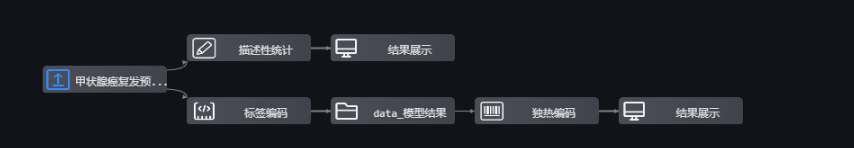 描述性统计
结果展示
甲状腺癌复发预...
标签编码
data_模型结果
独热编码
结果展示